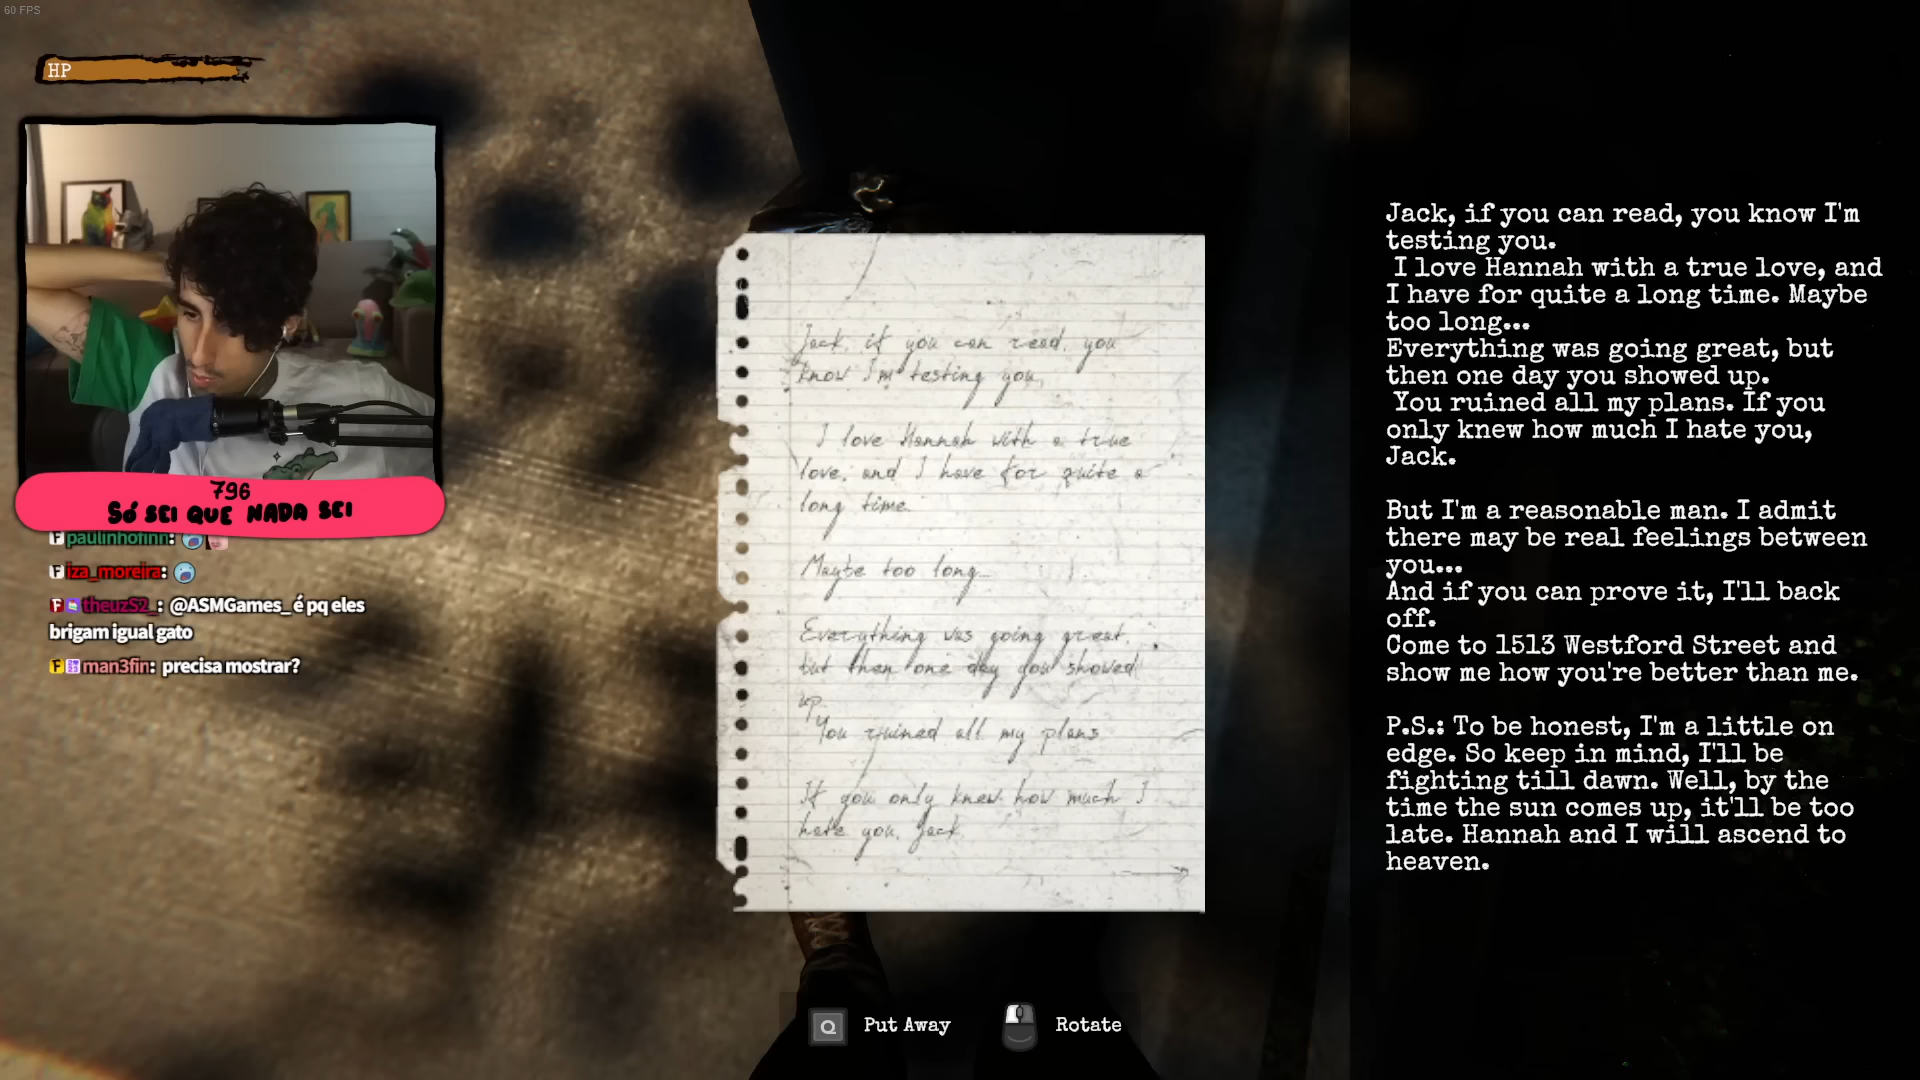 60 FPS
HP
796
Só SEI QUE NADA SEI
paulinhofinn:
iza_moreira:
theuzS2_: @ASMGames_ é pq eles
brigam igual gato
man3fin: precisa mostrar?
Jack, if you can read, you
know I'm testing you.
I love Hannah with a true
love, and I have for quite a
long time.
Maybe too long...
Everything was going great,
but then one day you showed
up.
You ruined all my plans.
If you only knew how much I
hate you, Jack.
Put Away
Rotate
Jack, if you can read, you know I'm
testing you.
I love Hannah with a true love, and
I have for quite a long time. Maybe
too long...
Everything was going great, but
then one day you showed up.
You ruined all my plans. If you
only knew how much I hate you,
Jack.
But I'm a reasonable man. I admit
there may be real feelings between
you...
And if you can prove it, I'll back
off.
Come to 1513 Westford Street and
show me how you're better than me.
P.S.: To be honest, I'm a little on
edge. So keep in mind, I'll be
fighting till dawn. Well, by the
time the sun comes up, it'll be too
late. Hannah and I will ascend to
heaven.